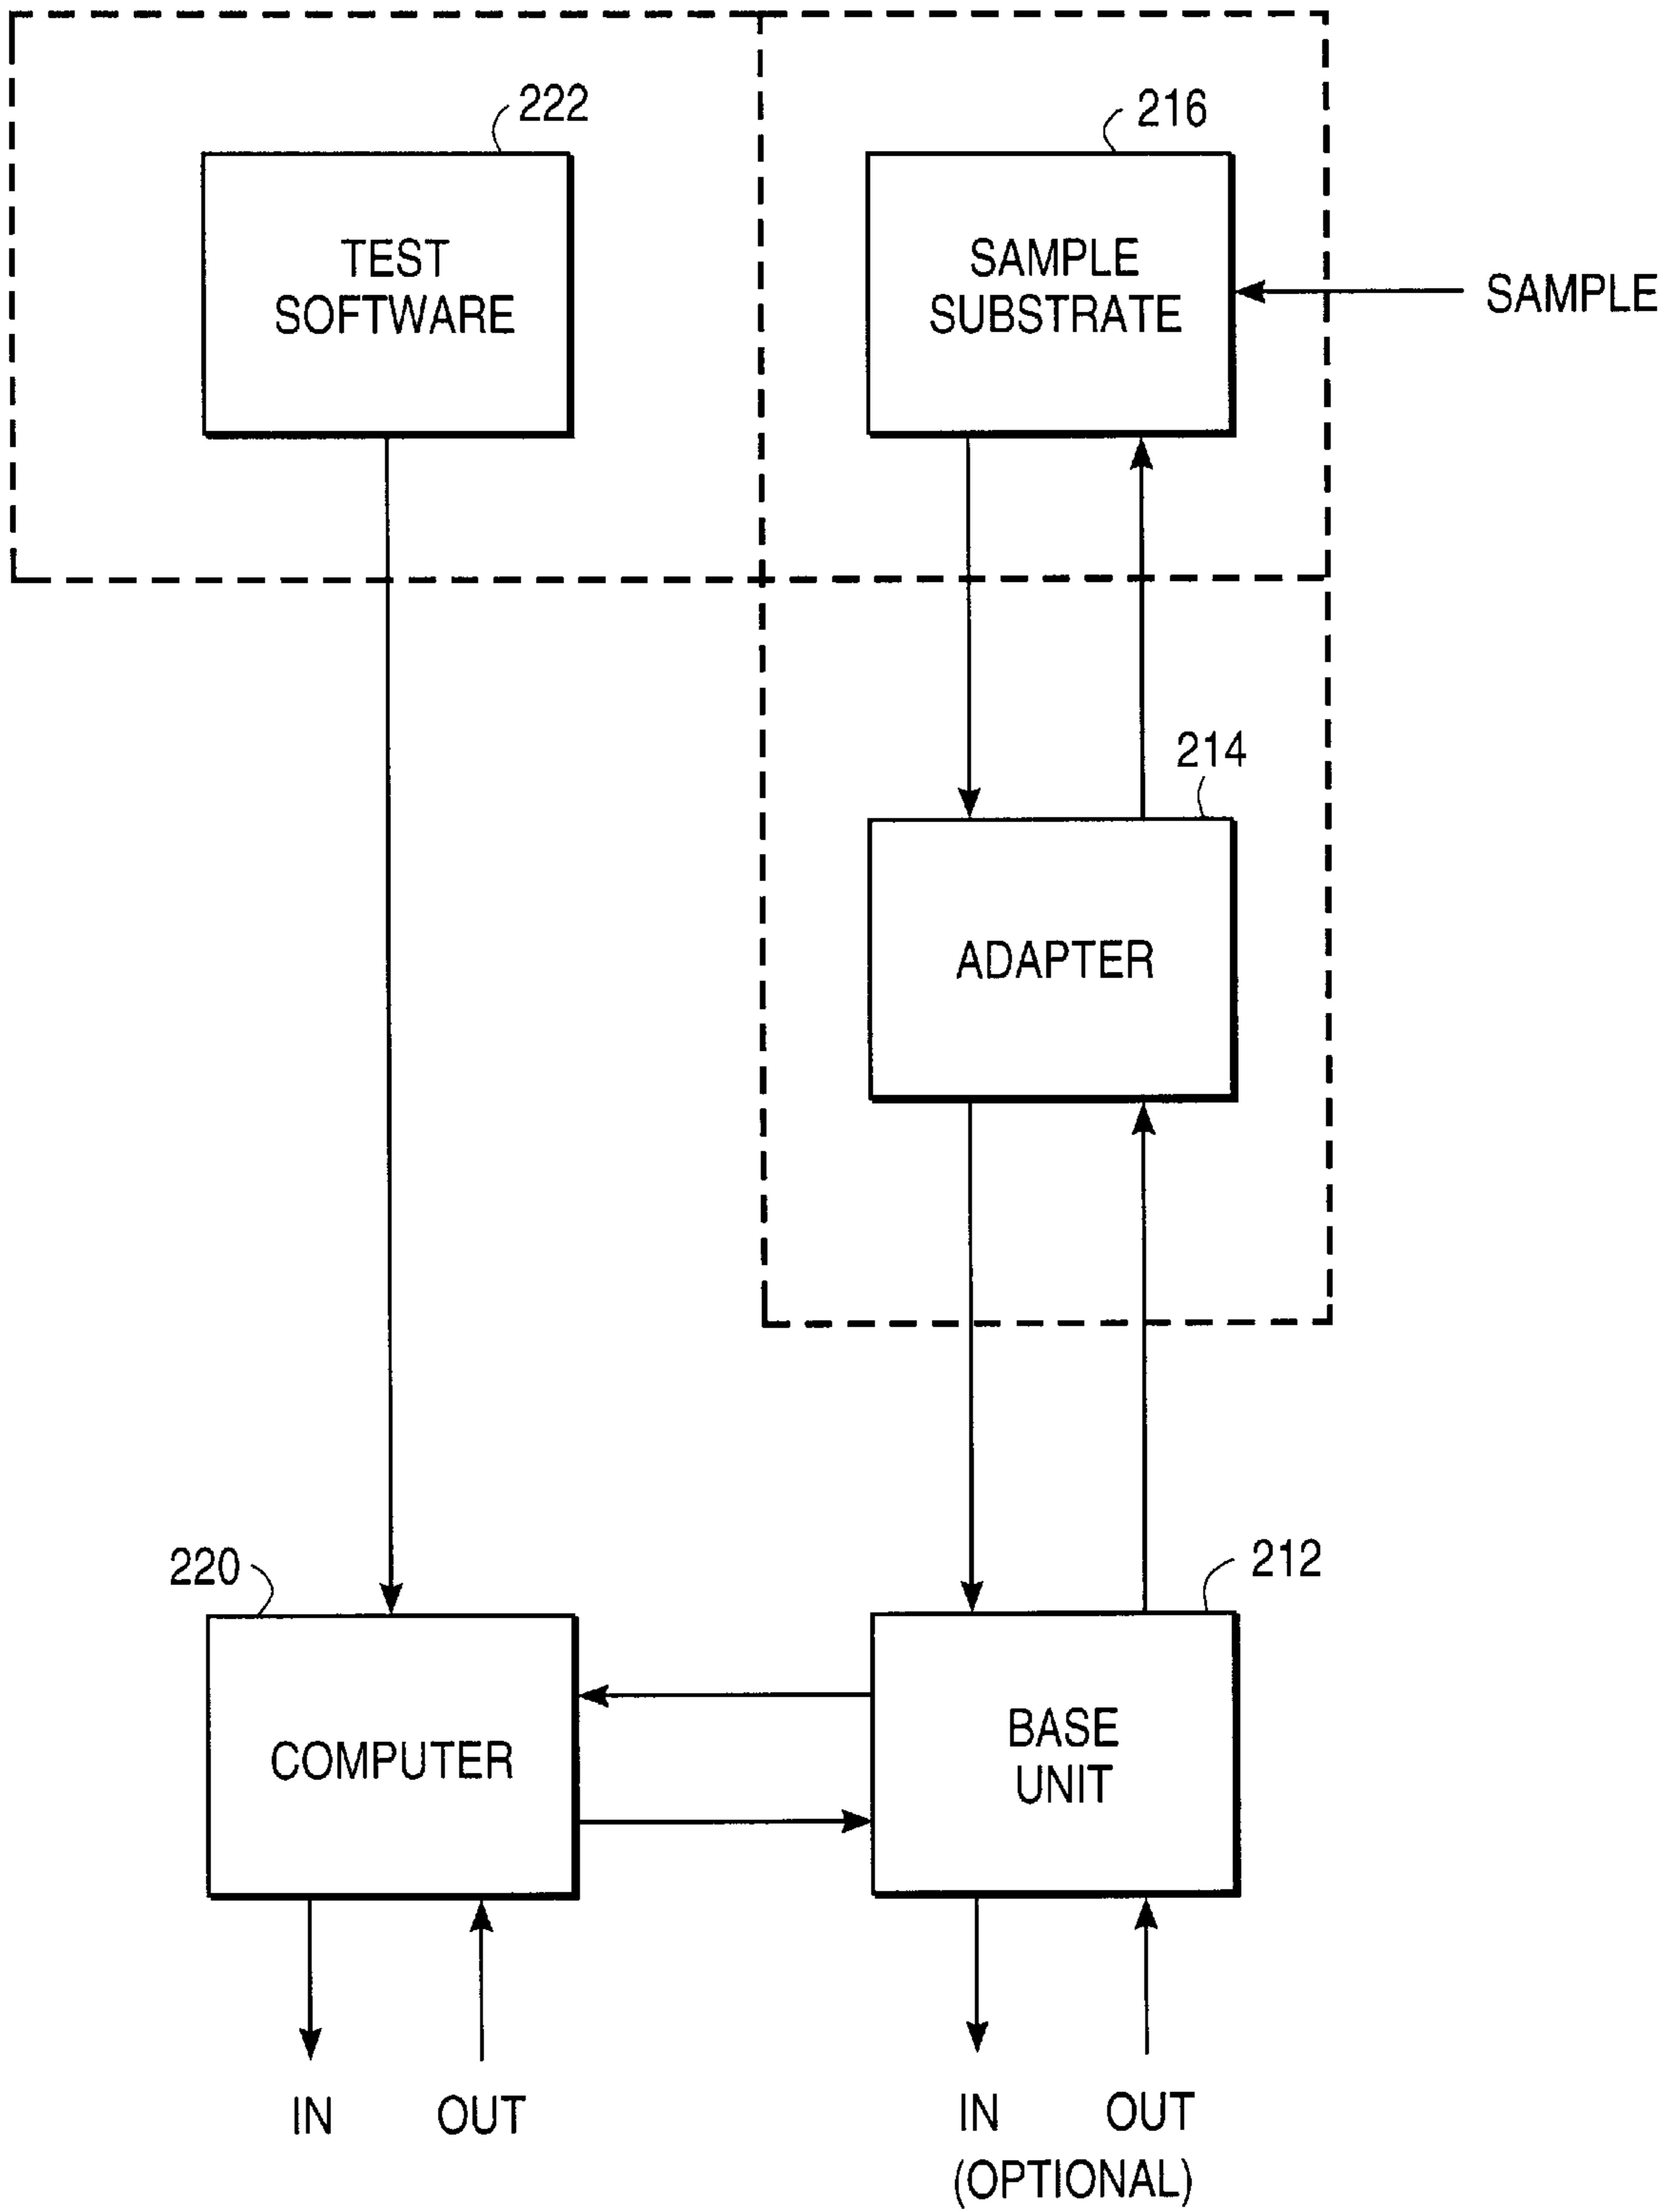 222
216
TEST
SOFTWARE
SAMPLE
SUBSTRATE
SAMPLE
214
ADAPTER
220
212
COMPUTER
BASE
UNIT
IN
OUT
IN
OUT
(OPTIONAL)